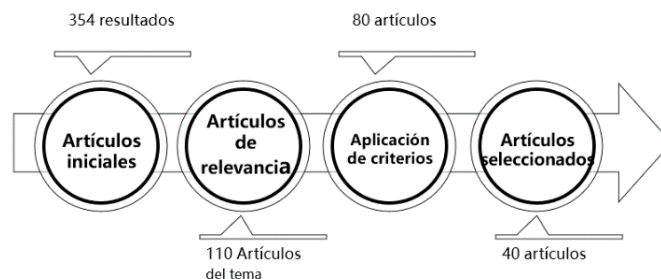 354 resultados
80 artículos
Artículos
iniciales
Artículos
de
relevancia
Aplicación
de criterios
Artículos
seleccionados
110 Artículos
del tema
40 artículos